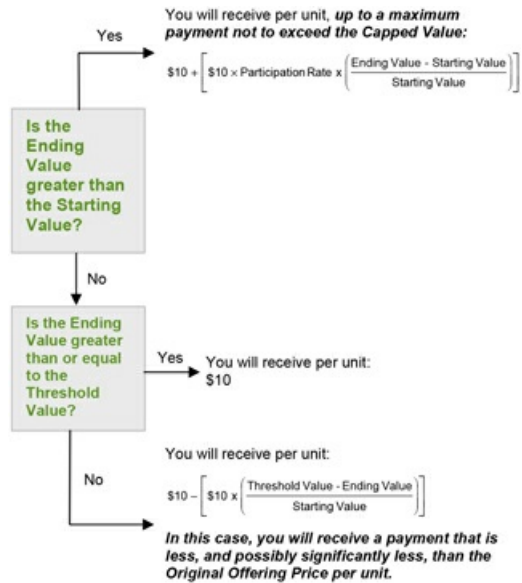 You will receive per unit, up to a maximum
payment not to exceed the Capped Value:
Yes
$10 + [ $10 × Participation Rate x ( Ending Value - Starting Value / Starting Value ) ]
Is the
Ending
Value
greater than
the Starting
Value?
No
Is the Ending
Value greater
than or equal
to the
Threshold
Value?
Yes
You will receive per unit:
$10
You will receive per unit:
No
$10 – [ $10 x ( Threshold Value - Ending Value / Starting Value ) ]
In this case, you will receive a payment that is
less, and possibly significantly less, than the
Original Offering Price per unit.